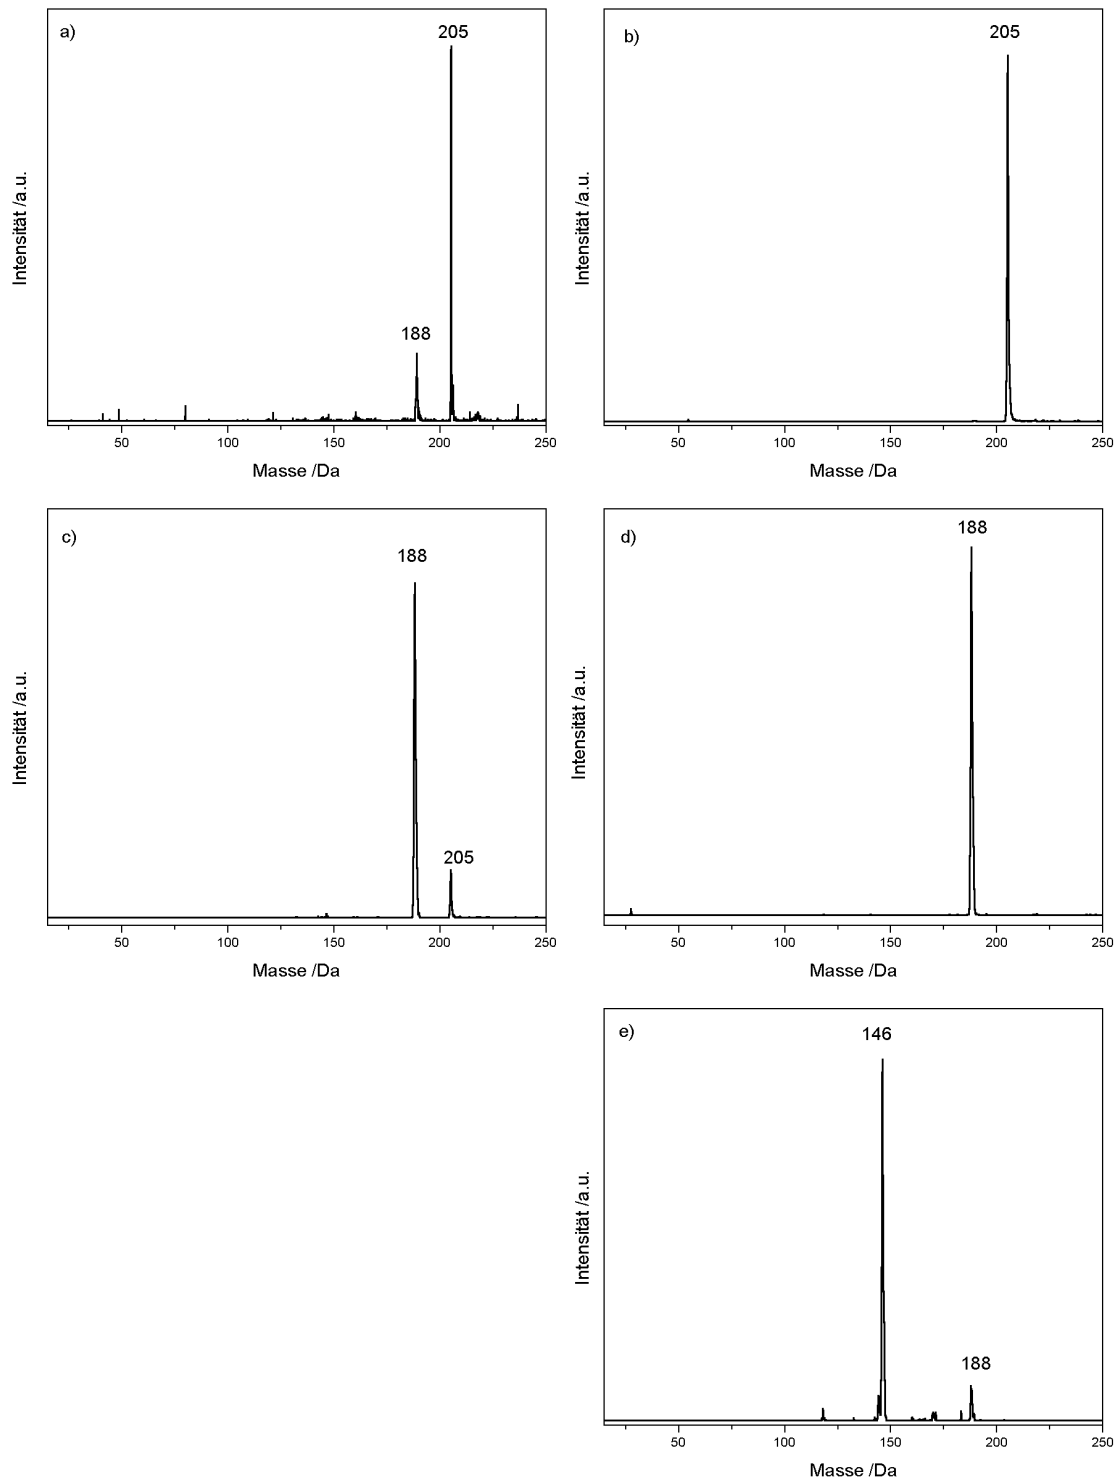 a)
205
188
Intensität /a.u.
50 100 150 200 250
Masse /Da
b)
205
Intensität /a.u.
50 100 150 200 250
Masse /Da
c)
188
205
Intensität /a.u.
50 100 150 200 250
Masse /Da
d)
188
Intensität /a.u.
50 100 150 200 250
Masse /Da
e)
146
188
Intensität /a.u.
50 100 150 200 250
Masse /Da